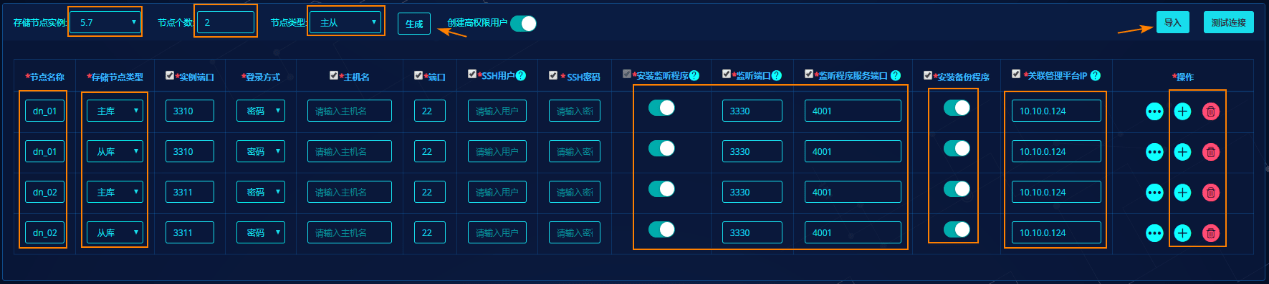 存储节点实例: 5.7 节点个数: 2 节点类型: 主从 生成 创建高权限用户 导入 测试连接
*节点名称 *存储节点类型 *实例端口 *登录方式 *主机名 *端口 *SSH用户? * SSH密码 *安装监听程序? *监听端口? *监听程序服务端口 ? *安装备份程序 *关联管理平台IP ? *操作
dn_01 主库 3310 密码 请输入主机名 22 请输入用户 请输入密 3330 4001 10.10.0.124
dn_01 从库 3310 密码 请输入主机名 22 请输入用户 请输入密 3330 4001 10.10.0.124
dn_02 主库 3311 密码 请输入主机名 22 请输入用户 请输入密 3330 4001 10.10.0.124
dn_02 从库 3311 密码 请输入主机名 22 请输入用户 请输入密 3330 4001 10.10.0.124